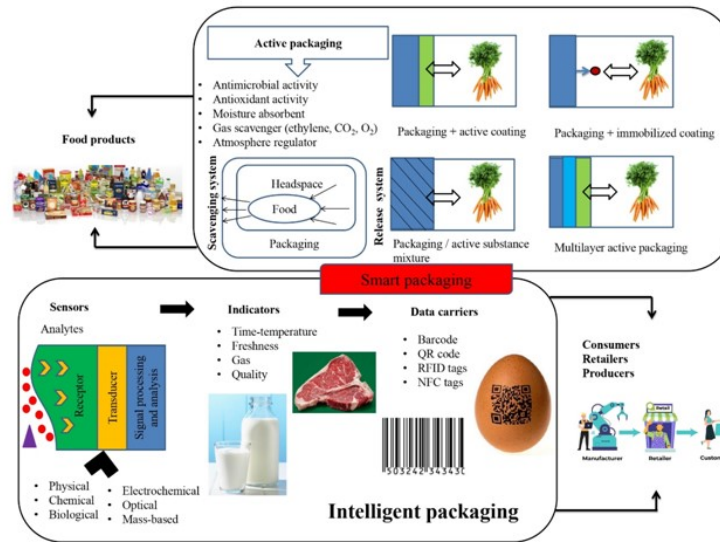 Active packaging
• Antimicrobial activity
• Antioxidant activity
• Moisture absorbent
• Gas scavenger (ethylene, CO₂, O₂)
• Atmosphere regulator
Food products
Packaging + active coating
Packaging + immobilized coating
Scavenging system
Headspace
Food
Packaging
Release system
Packaging / active substance
mixture
Multilayer active packaging
Smart packaging
Sensors
Analytes
Receptor
Transducer
Signal processing
and analysis
• Physical
• Chemical
• Biological
• Electrochemical
• Optical
• Mass-based
Indicators
• Time-temperature
• Freshness
• Gas
• Quality
Data carriers
• Barcode
• QR code
• RFID tags
• NFC tags
503242 343430
Intelligent packaging
Consumers
Retailers
Producers
Retail
Manufacturer
Retailer
Custom